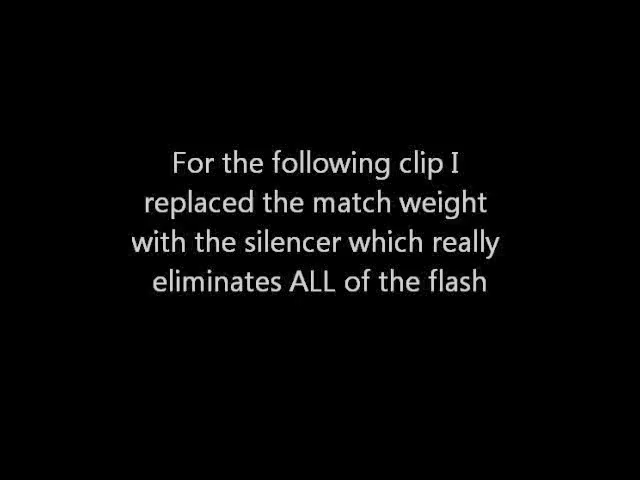 For the following clip I
replaced the match weight
with the silencer which really
eliminates ALL of the flash